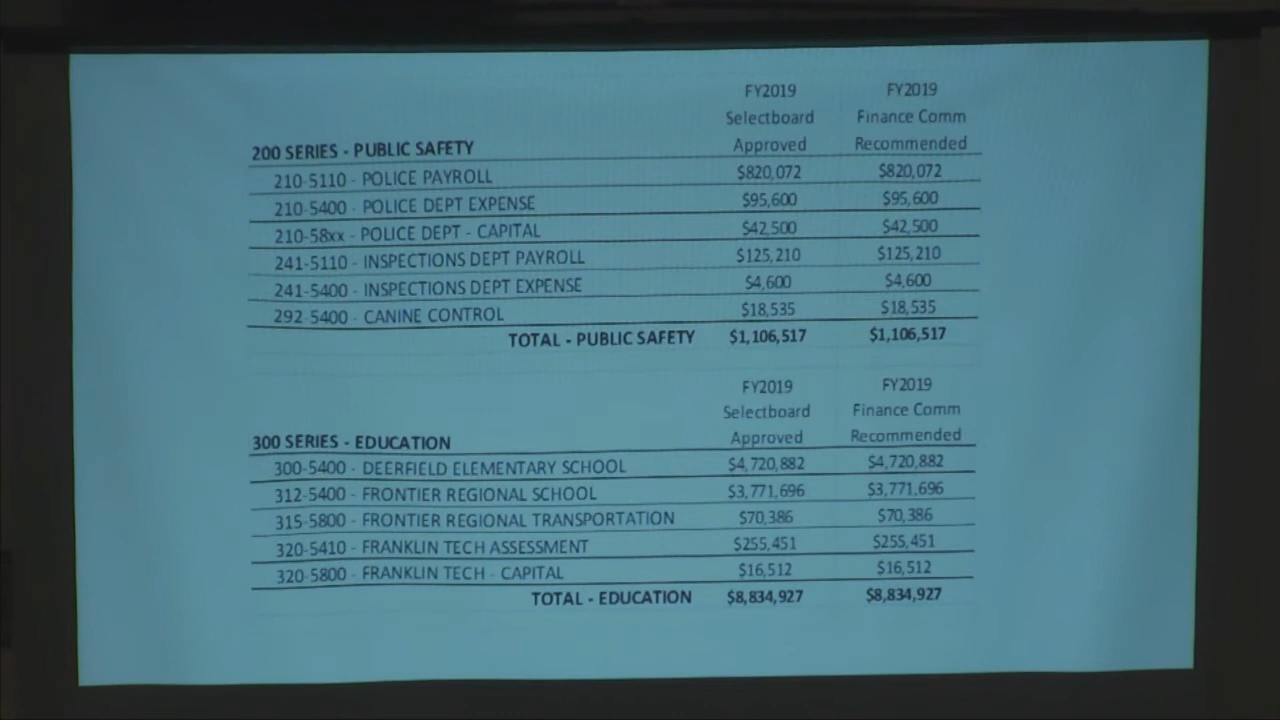 FY2019 FY2019
Selectboard Finance Comm
200 SERIES - PUBLIC SAFETY Approved Recommended
210-5110 - POLICE PAYROLL $820,072 $820,072
210-5400 - POLICE DEPT EXPENSE $95,600 $95,600
210-58xx - POLICE DEPT - CAPITAL $42,500 $42,500
241-5110 - INSPECTIONS DEPT PAYROLL $125,210 $125,210
241-5400 - INSPECTIONS DEPT EXPENSE $4,600 $4,600
292-5400 - CANINE CONTROL $18,535 $18,535
TOTAL - PUBLIC SAFETY $1,106,517 $1,106,517
FY2019 FY2019
Selectboard Finance Comm
300 SERIES - EDUCATION Approved Recommended
300-5400 - DEERFIELD ELEMENTARY SCHOOL $4,720,882 $4,720,882
312-5400 - FRONTIER REGIONAL SCHOOL $3,771,696 $3,771,696
315-5800 - FRONTIER REGIONAL TRANSPORTATION $70,386 $70,386
320-5410 - FRANKLIN TECH ASSESSMENT $255,451 $255,451
320-5800 - FRANKLIN TECH - CAPITAL $16,512 $16,512
TOTAL - EDUCATION $8,834,927 $8,834,927